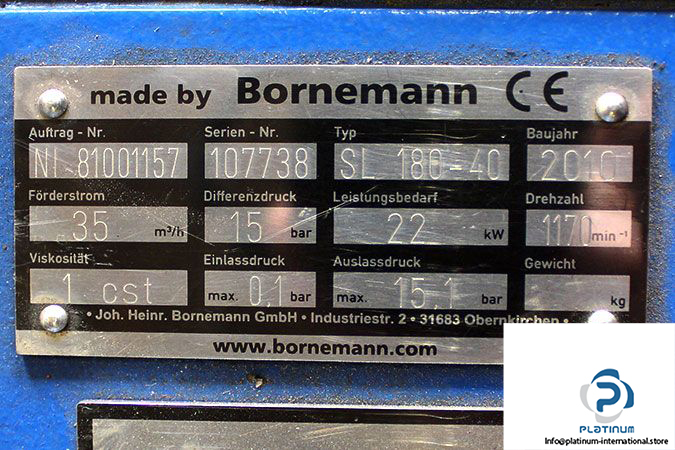 made by Bornemann CE
Auftrag - Nr. Serien - Nr. Typ Baujahr
NI 81001157 107738 SL 180-40 2010
Förderstrom Differenzdruck Leistungsbedarf Drehzahl
35 m³/h 15 bar 22 kW 1170 min⁻¹
Viskosität Einlassdruck Auslassdruck Gewicht
1 cst max. 0,1 bar max. 15,1 bar kg
• Joh. Heinr. Bornemann GmbH • Industriestr. 2 • 31683 Obernkirchen •
www.bornemann.com
PLATINUM
Info@platinum-international.store